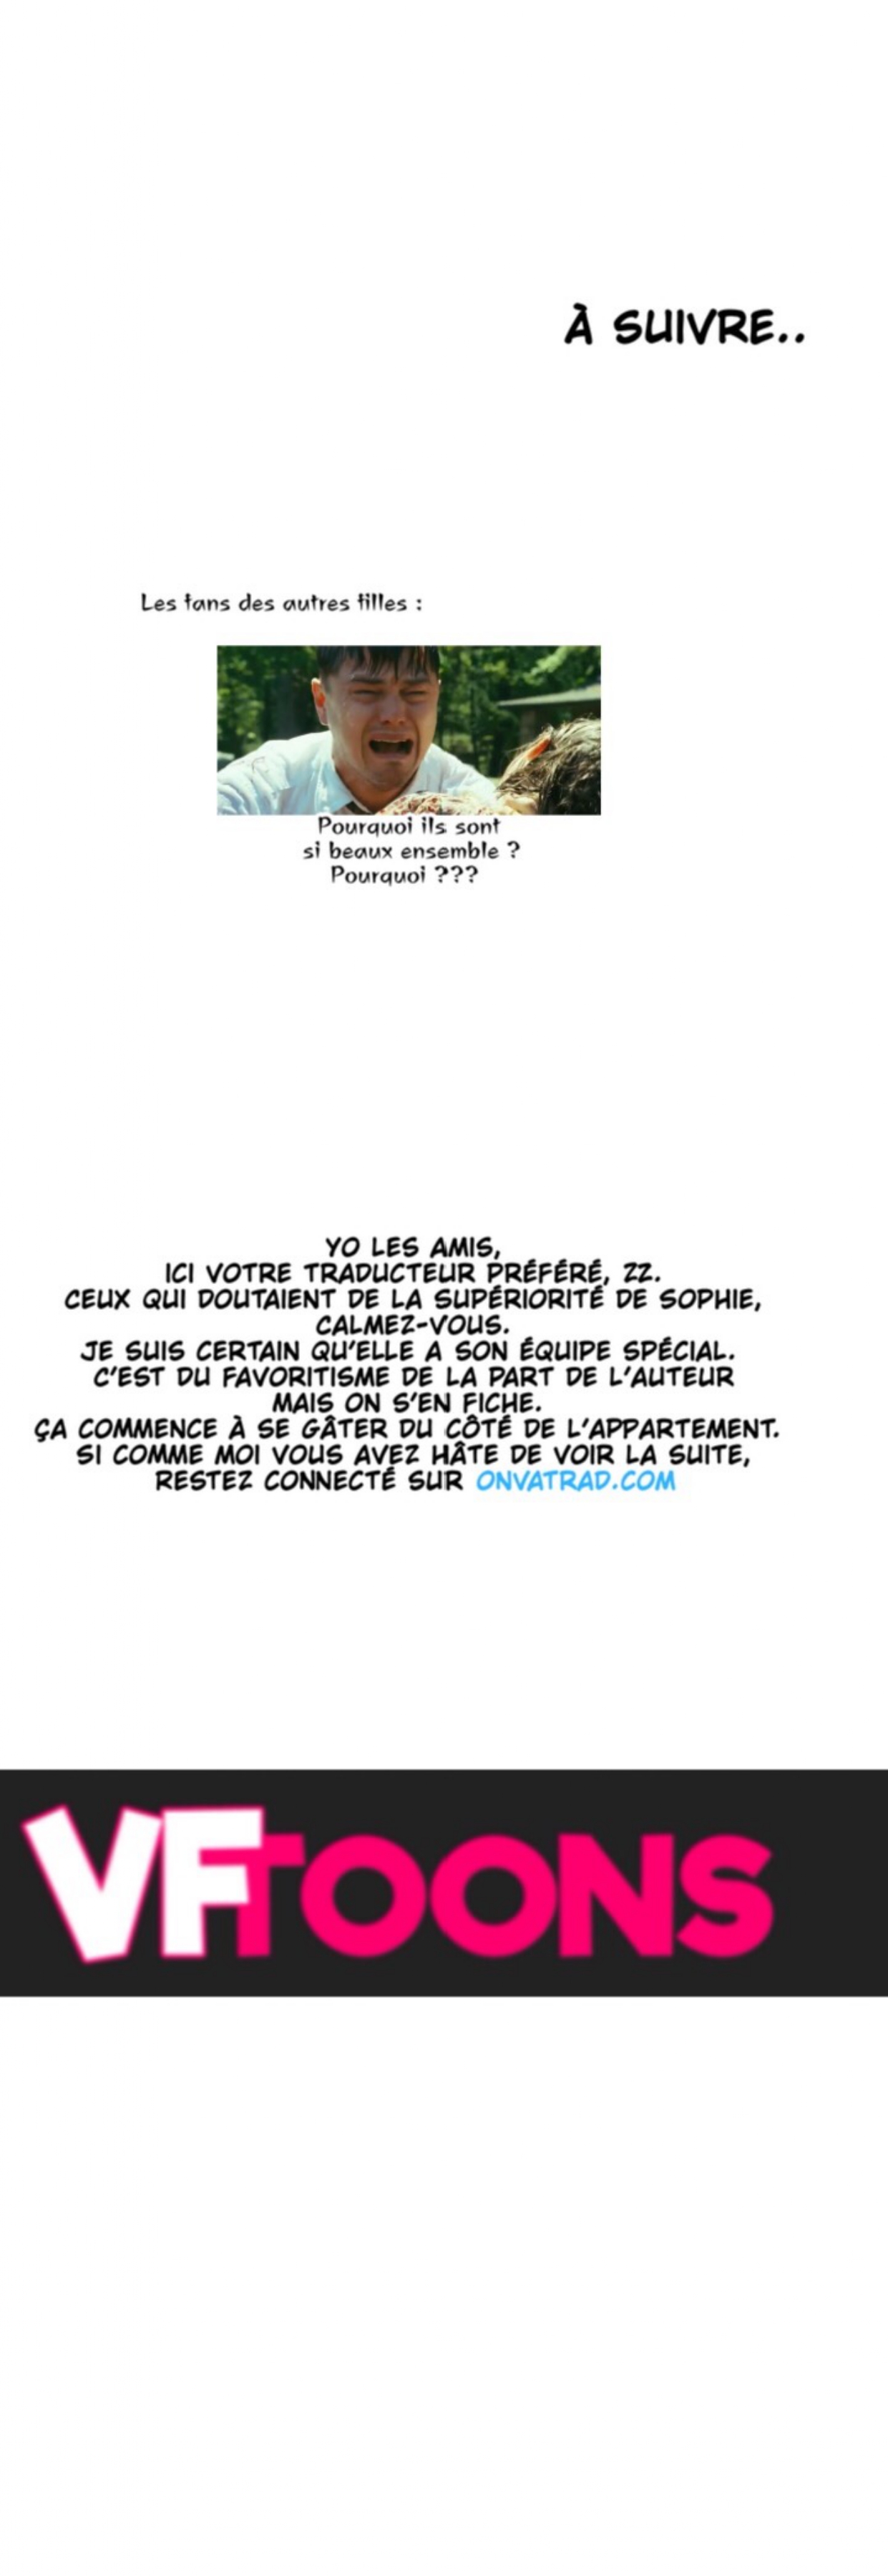 À SUIVRE..
Les fans des autres filles :
Pourquoi ils sont
si beaux ensemble ?
Pourquoi ???
YO LES AMIS,
ICI VOTRE TRADUCTEUR PRÉFÉRÉ, ZZ.
CEUX QUI DOUTAIENT DE LA SUPÉRIORITÉ DE SOPHIE,
CALMEZ-VOUS.
JE SUIS CERTAIN QU'ELLE A SON ÉQUIPE SPÉCIAL.
C'EST DU FAVORITISME DE LA PART DE L'AUTEUR
MAIS ON S'EN FICHE.
ÇA COMMENCE À SE GÂTER DU CÔTÉ DE L'APPARTEMENT.
SI COMME MOI VOUS AVEZ HÂTE DE VOIR LA SUITE,
RESTEZ CONNECTÉ SUR ONVATRAD.COM
VFTOONS